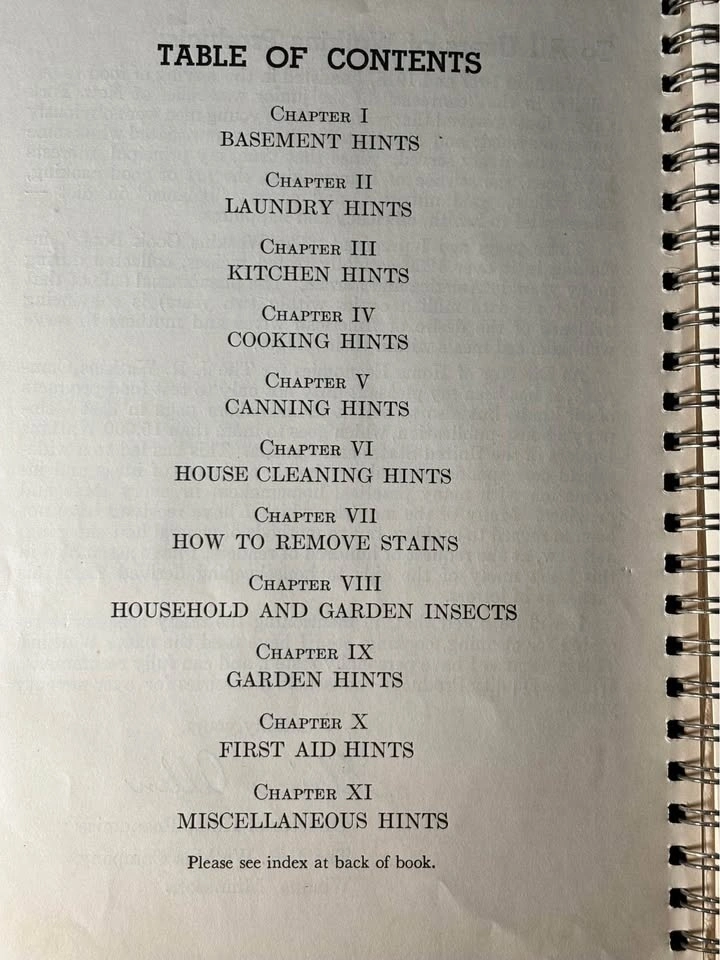 TABLE OF CONTENTS
CHAPTER I
BASEMENT HINTS
CHAPTER II
LAUNDRY HINTS
CHAPTER III
KITCHEN HINTS
CHAPTER IV
COOKING HINTS
CHAPTER V
CANNING HINTS
CHAPTER VI
HOUSE CLEANING HINTS
CHAPTER VII
HOW TO REMOVE STAINS
CHAPTER VIII
HOUSEHOLD AND GARDEN INSECTS
CHAPTER IX
GARDEN HINTS
CHAPTER X
FIRST AID HINTS
CHAPTER XI
MISCELLANEOUS HINTS
Please see index at back of book.